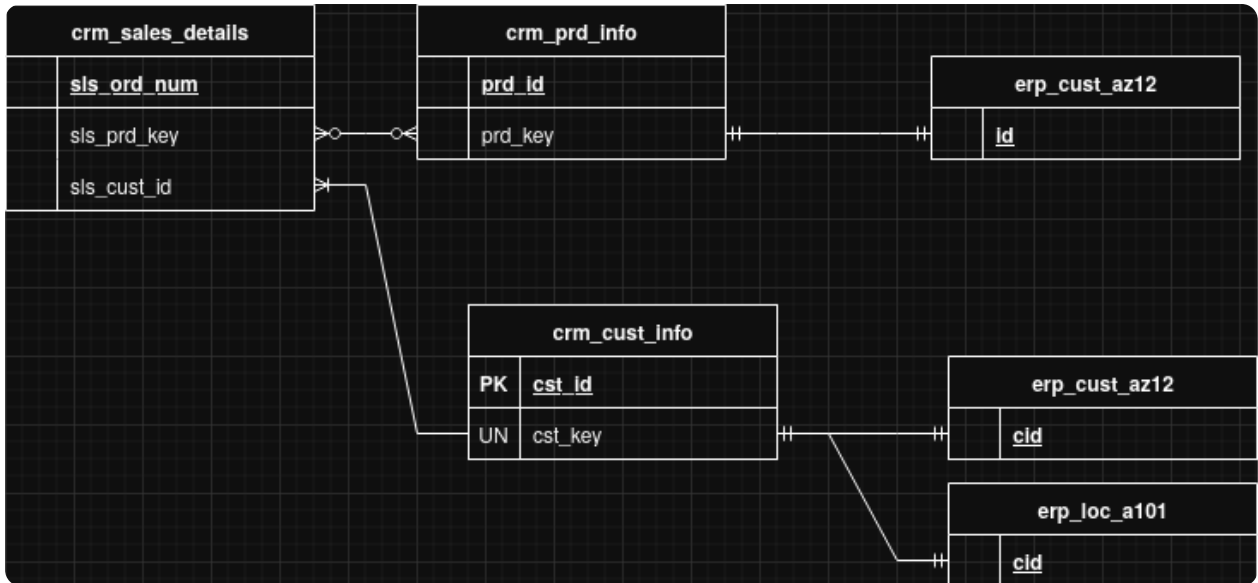 crm_sales_details
sls_ord_num
sls_prd_key
sls_cust_id
crm_prd_info
prd_id
prd_key
erp_cust_az12
id
crm_cust_info
PK cst_id
UN cst_key
erp_cust_az12
cid
erp_loc_a101
cid